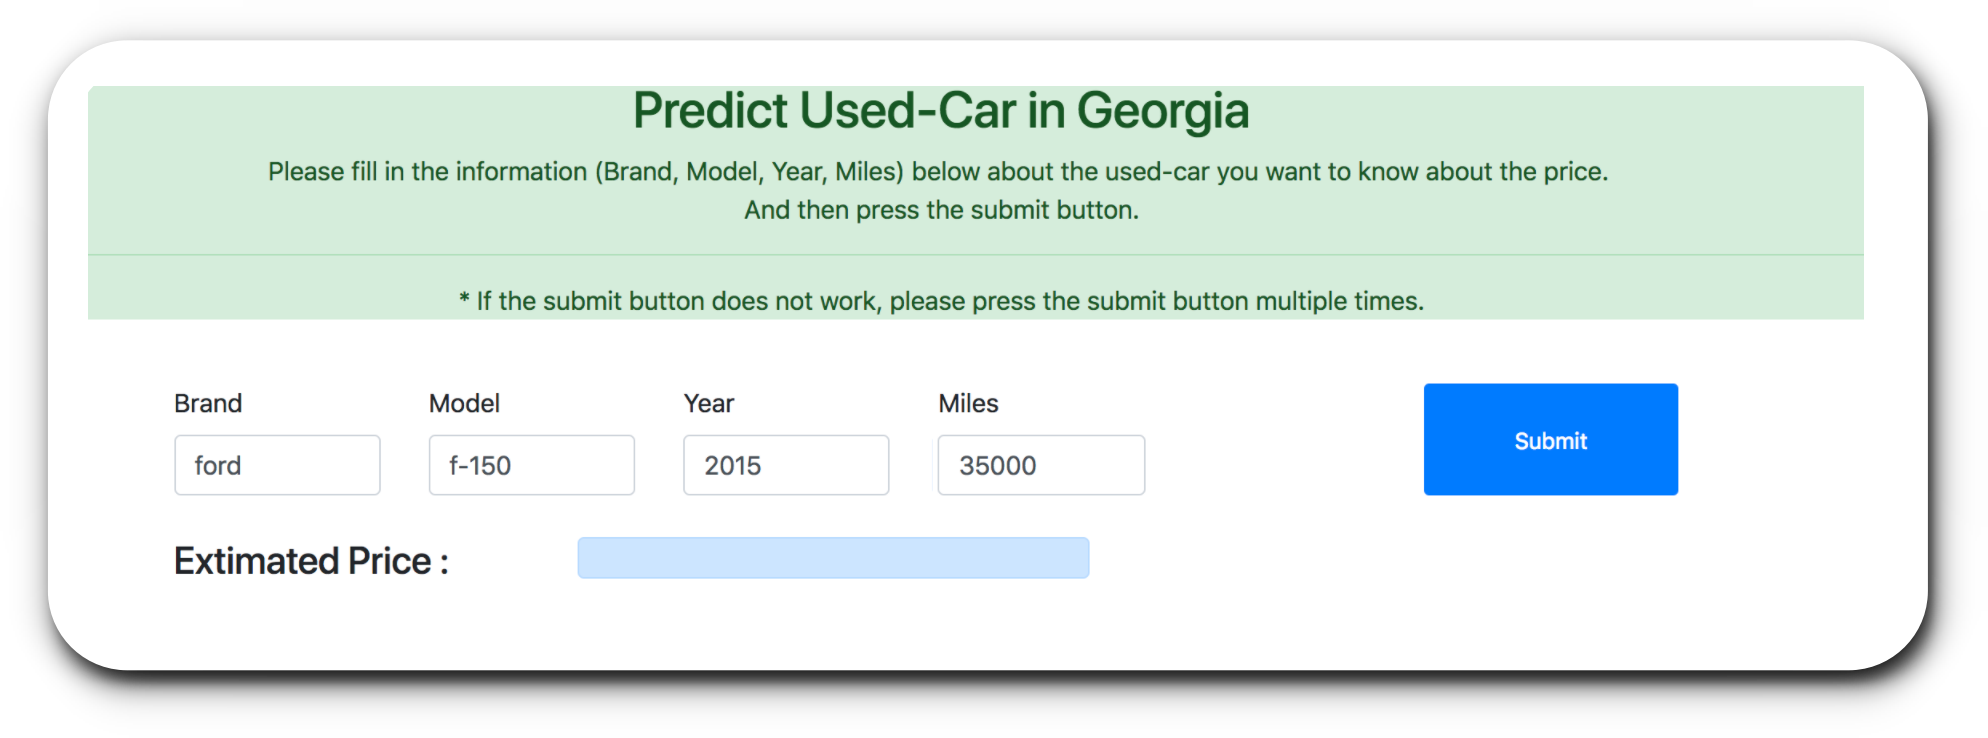 Predict Used-Car in Georgia
Please fill in the information (Brand, Model, Year, Miles) below about the used-car you want to know about the price.
And then press the submit button.
* If the submit button does not work, please press the submit button multiple times.
Brand Model Year Miles
ford f-150 2015 35000 Submit
Extimated Price :